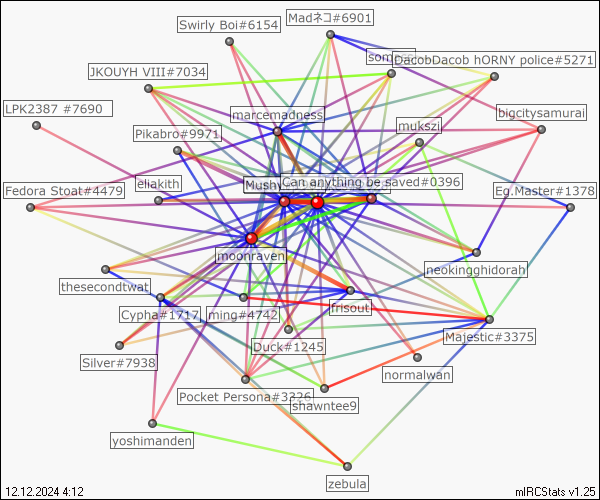 Swirly Boi#6154
Madネコ#6901
som
DacobDacob hORNY police#5271
JKOUYH VIII#7034
LPK2387 #7690
marcemadness
bigcitysamurai
Pikabro#9971
mukszi
eliakith
Mushy
Can anything be saved#0396
Fedora Stoat#4479
Eg.Master#1378
moonraven
neokingghidorah
thesecondtwat
Cypha#1717
ming#4742
frisout
Duck#1245
Majestic#3375
Silver#7938
normalwan
Pocket Persona#3326
shawntee9
yoshimanden
zebula
12.12.2024 4:12
mIRCStats v1.25